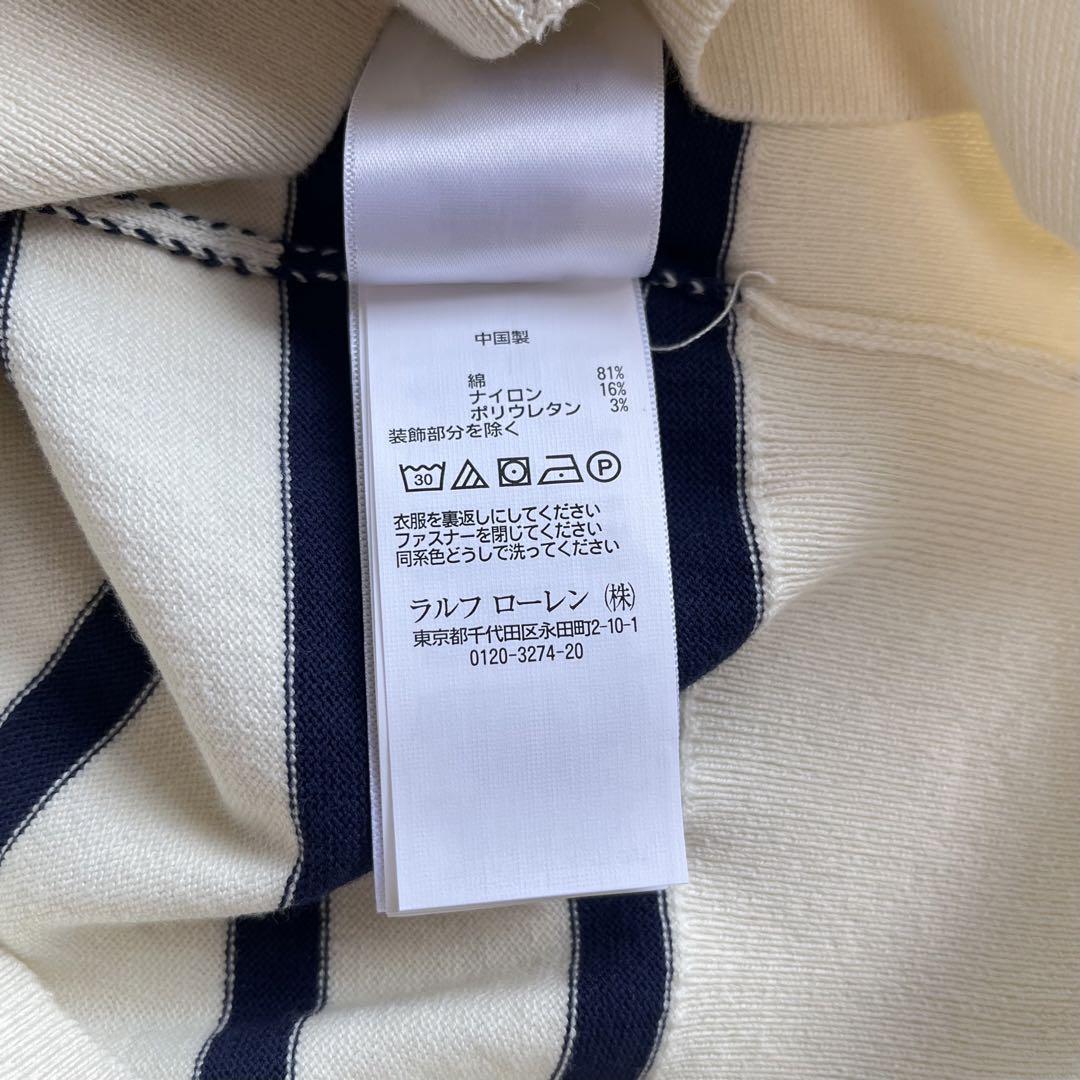 中国製
綿 81%
ナイロン 16%
ポリウレタン 3%
装飾部分を除く
30 P
衣服を裏返しにしてください
ファスナーを閉じてください
同系色どうしで洗ってください
ラルフ ローレン ㈱
東京都千代田区永田町2-10-1
0120-3274-20